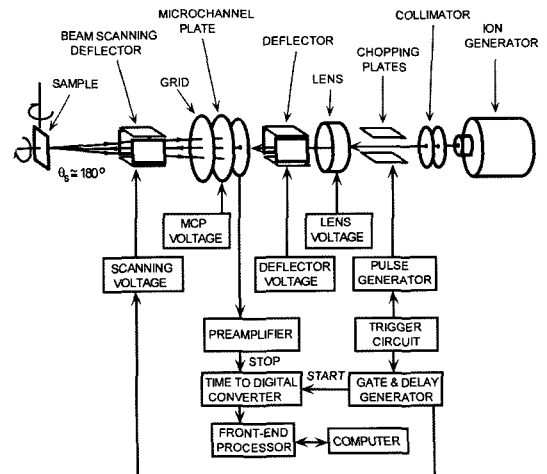 MICROCHANNEL
PLATE
BEAM SCANNING
DEFLECTOR
SAMPLE
GRID
DEFLECTOR
LENS
CHOPPING
PLATES
COLLIMATOR
ION
GENERATOR
θs ≅ 180°
MCP
VOLTAGE
LENS
VOLTAGE
SCANNING
VOLTAGE
DEFLECTOR
VOLTAGE
PULSE
GENERATOR
PREAMPLIFIER
TRIGGER
CIRCUIT
STOP
START
TIME TO DIGITAL
CONVERTER
GATE & DELAY
GENERATOR
FRONT-END
PROCESSOR
COMPUTER